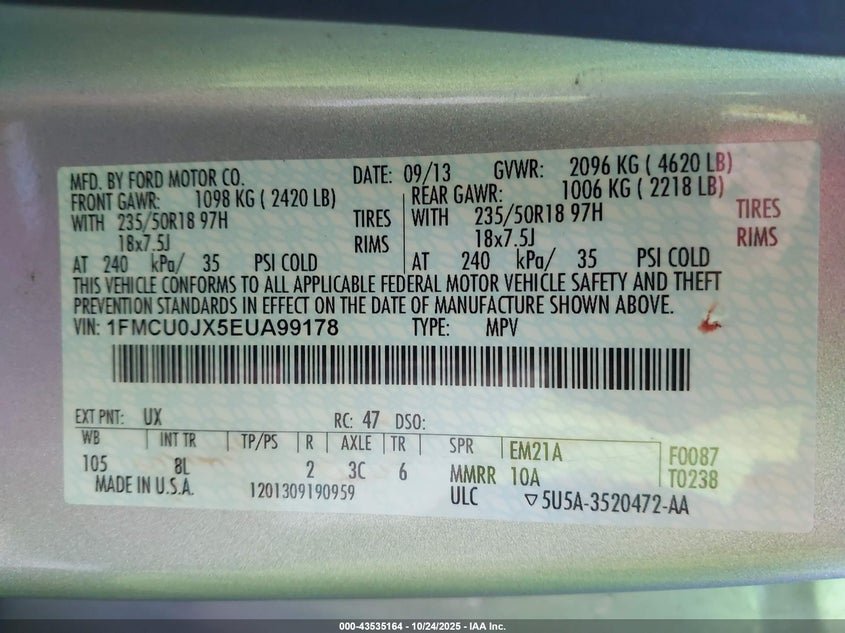 MFD. BY FORD MOTOR CO. DATE: 09/13 GVWR: 2096 KG ( 4620 LB)
FRONT GAWR: 1098 KG ( 2420 LB) REAR GAWR: 1006 KG ( 2218 LB)
WITH 235/50R18 97H TIRES WITH 235/50R18 97H TIRES
18x7.5J RIMS 18x7.5J RIMS
AT 240 kPa/ 35 PSI COLD AT 240 kPa/ 35 PSI COLD
THIS VEHICLE CONFORMS TO ALL APPLICABLE FEDERAL MOTOR VEHICLE SAFETY AND THEFT
PREVENTION STANDARDS IN EFFECT ON THE DATE OF MANUFACTURE SHOWN ABOVE.
VIN: 1FMCU0JX5EUA99178 TYPE: MPV
EXT PNT: UX RC: 47 DSO:
WB INT TR TP/PS R AXLE TR SPR EM21A F0087
105 8L 2 3C 6 MMRR 10A T0238
MADE IN U.S.A. 1201309190959 ULC ▽5U5A-3520472-AA
000-43535164 - 10/24/2025 - IAA Inc.